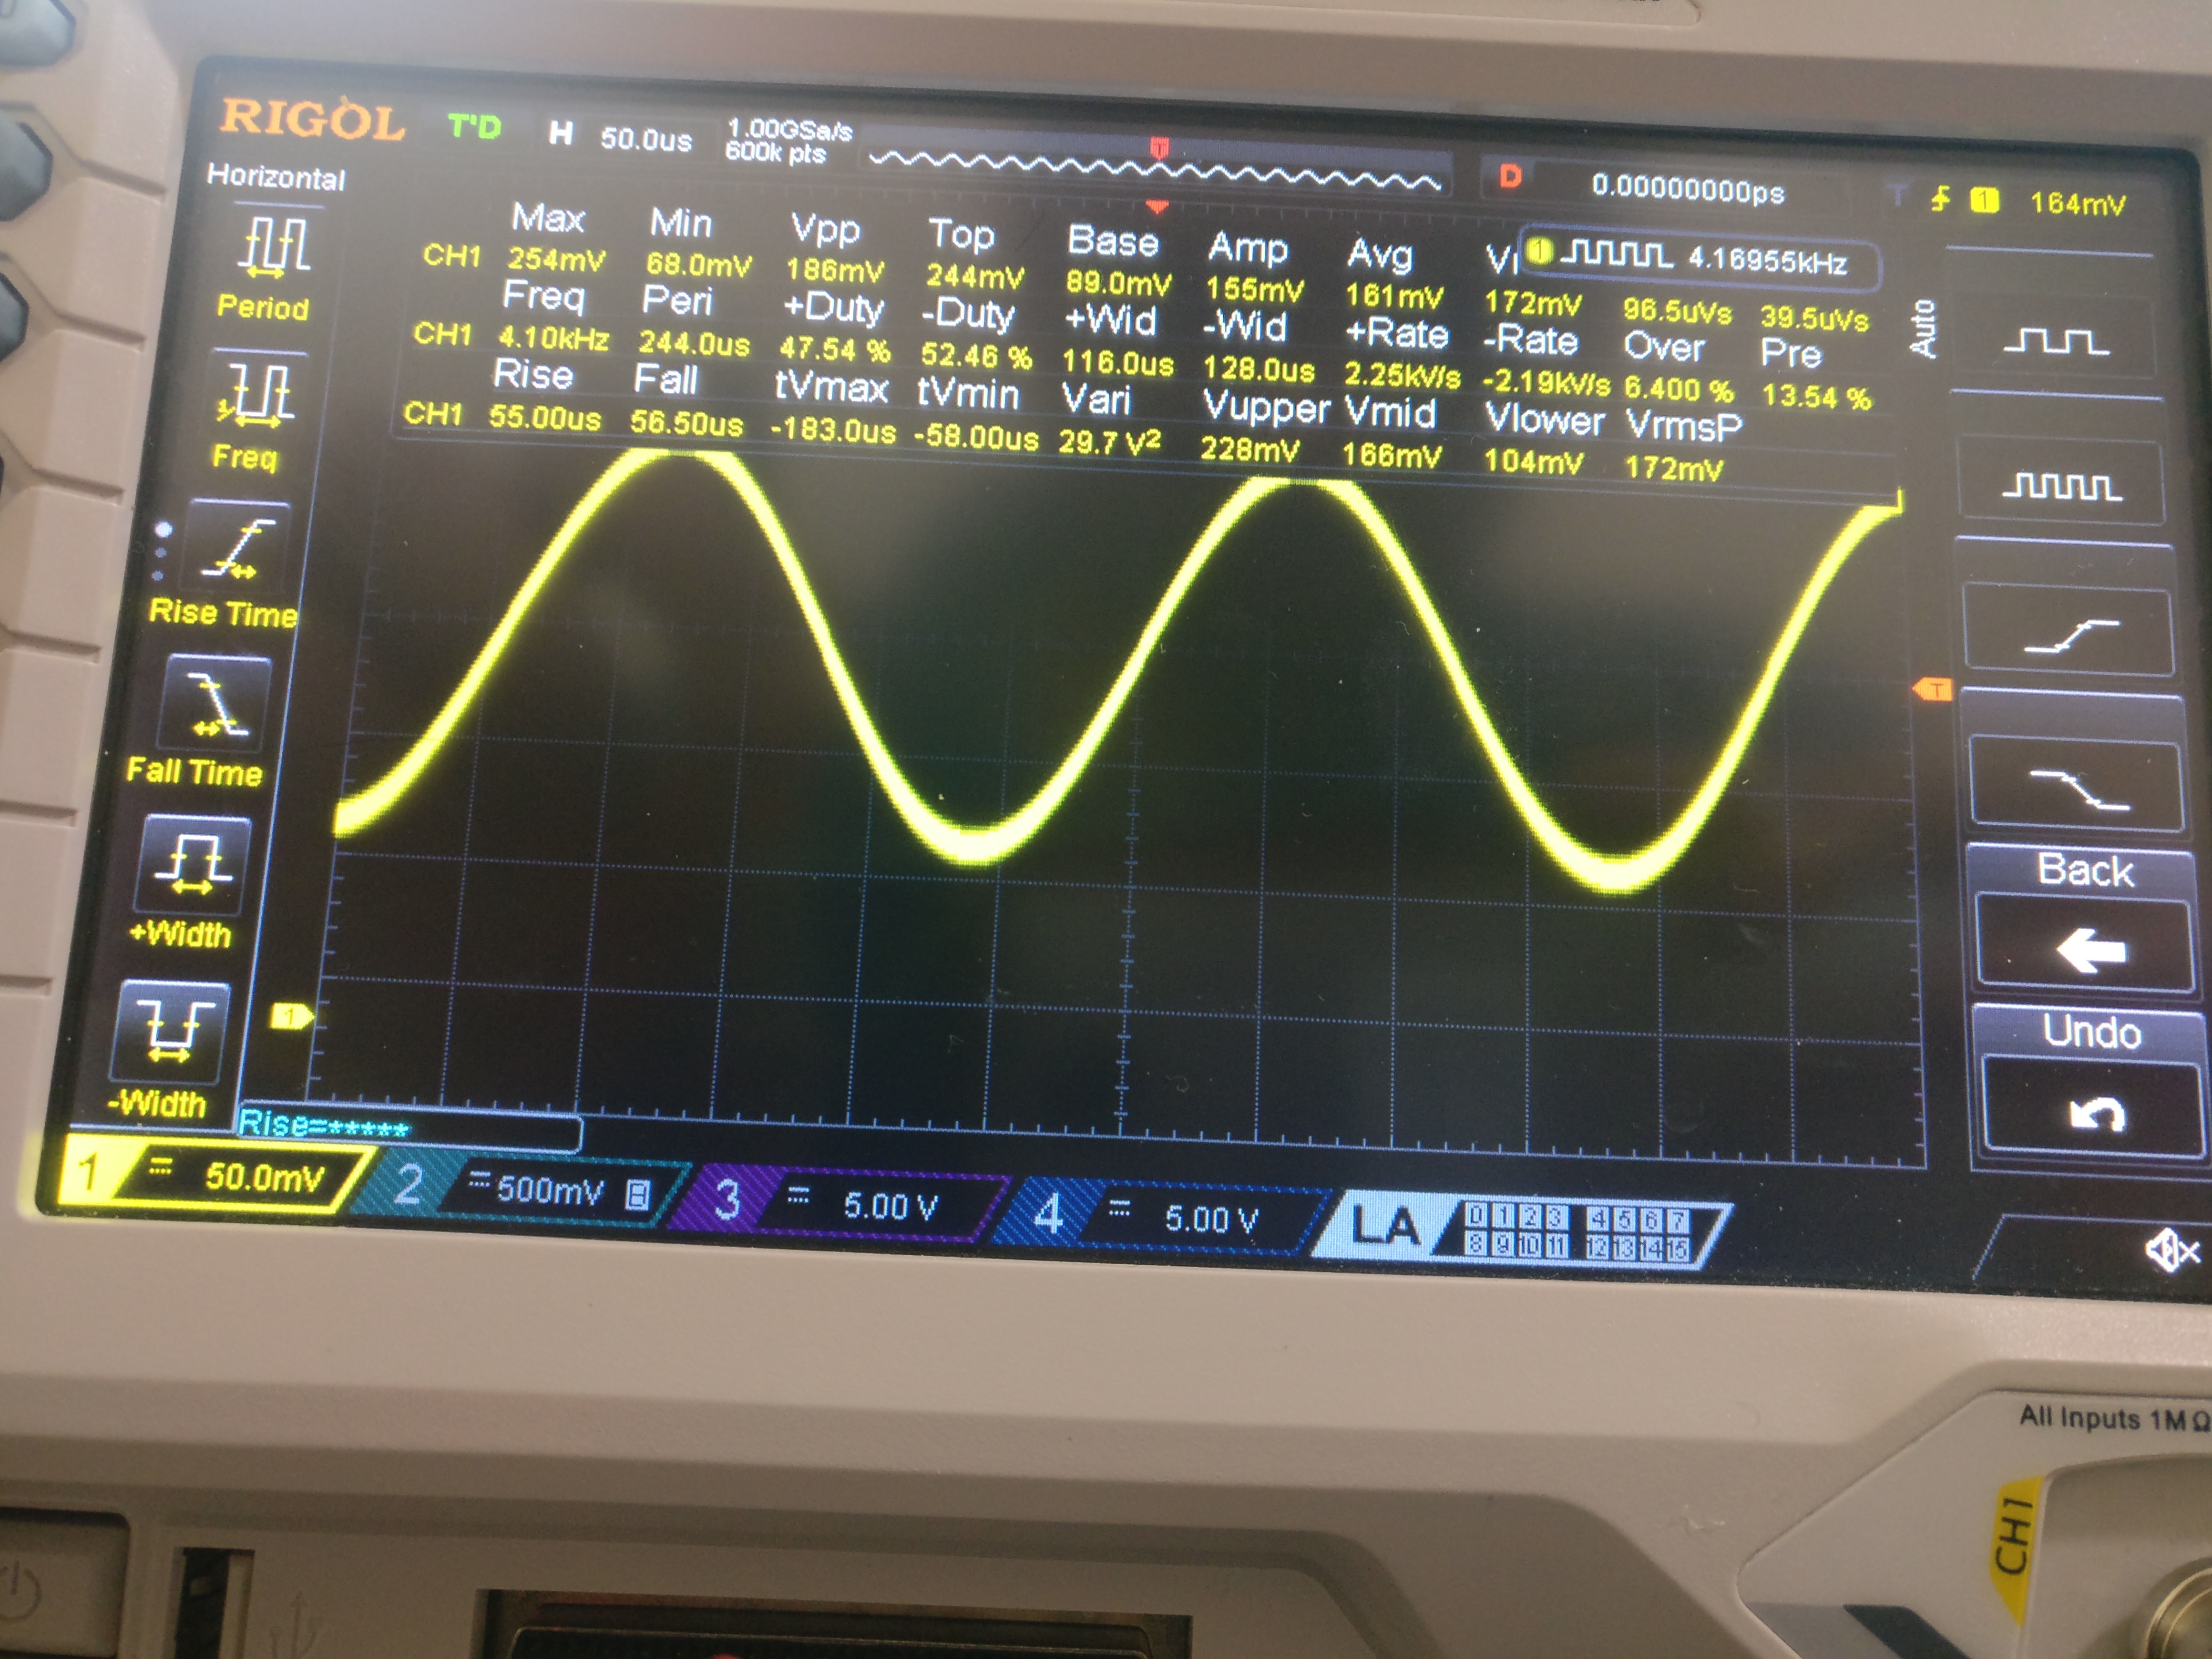 RIGOL T'D H 50.0us 1.00GSa/s
600k pts
D 0.00000000ps
T 1 164mV
Horizontal
Max Min Vpp Top Base Amp Avg
1 4.16955kHz
CH1 254mV 68.0mV 186mV 244mV 89.0mV 155mV 161mV 172mV 96.5uVs 39.5uVs
Freq Peri +Duty -Duty +Wid -Wid +Rate -Rate Over Pre
CH1 4.10kHz 244.0us 47.54 % 52.46 % 116.0us 128.0us 2.25kV/s -2.19kV/s 6.400 % 13.54 %
Rise Fall tVmax tVmin Vari Vupper Vmid Vlower VrmsP
CH1 55.00us 56.50us -183.0us -58.00us 29.7 V² 228mV 166mV 104mV 172mV
Auto
Period
Freq
Rise Time
Fall Time
+Width
-Width
T
1
Back
Undo
Rise=*****
1 50.0mV 2 500mV B 3 5.00 V 4 5.00 V LA 0 1 2 3 4 5 6 7
8 9 10 11 12 13 14 15
All Inputs 1M Ω
CH1